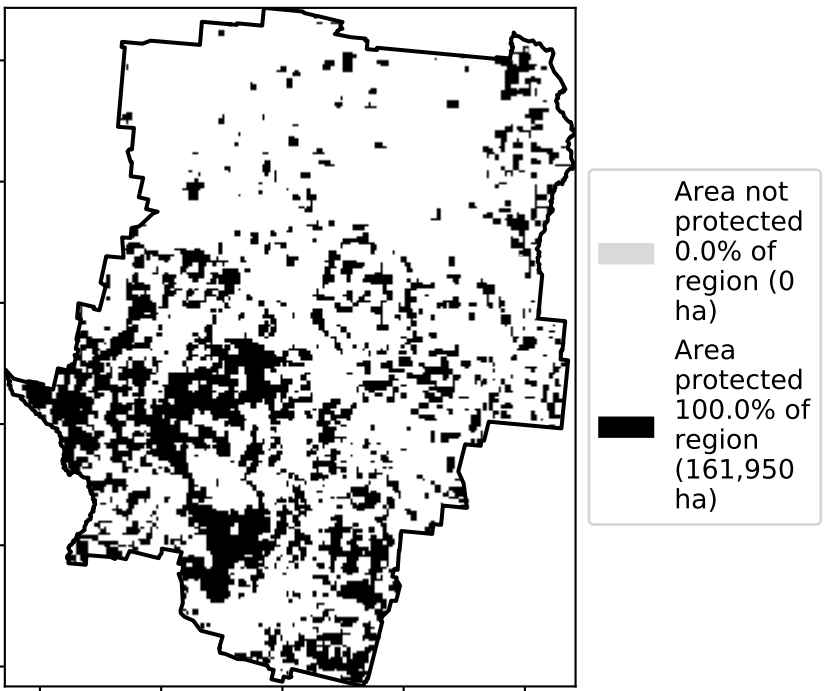 Area not
protected
0.0% of
region (0
ha)
Area
protected
100.0% of
region
(161,950
ha)